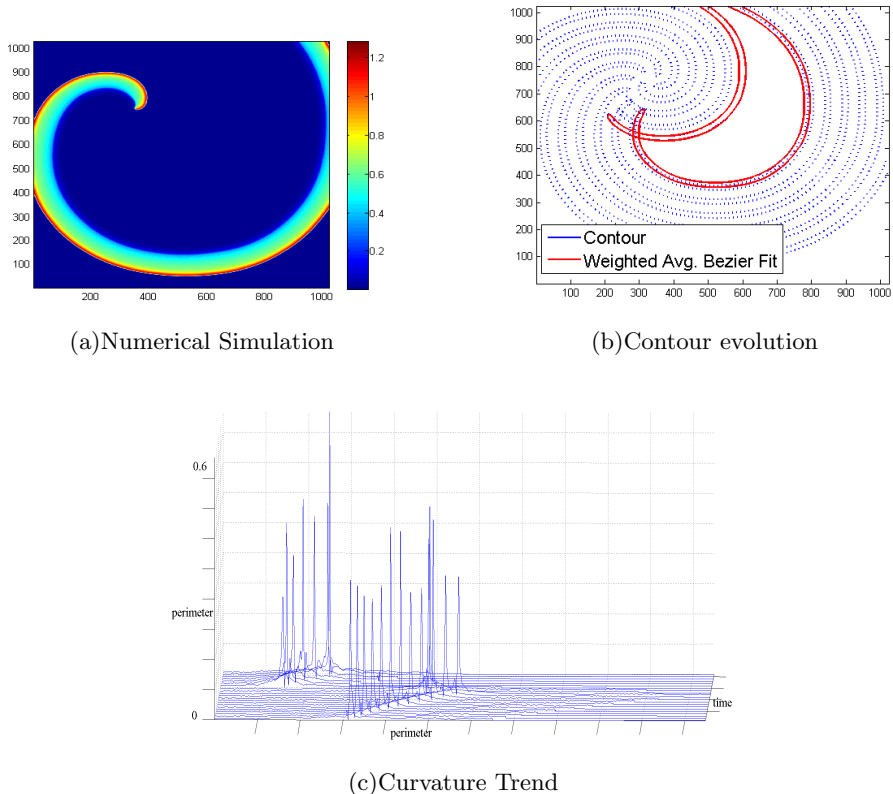 1000
900
800
700
600
500
400
300
200
100
200 400 600 800 1000
1.2
1
0.8
0.6
0.4
0.2
(a)Numerical Simulation
1000
900
800
700
600
500
400
300
200
100
100 200 300 400 500 600 700 800 900 1000
Contour
Weighted Avg. Bezier Fit
(b)Contour evolution
0.6
perimeter
0
time
perimeter
(c)Curvature Trend